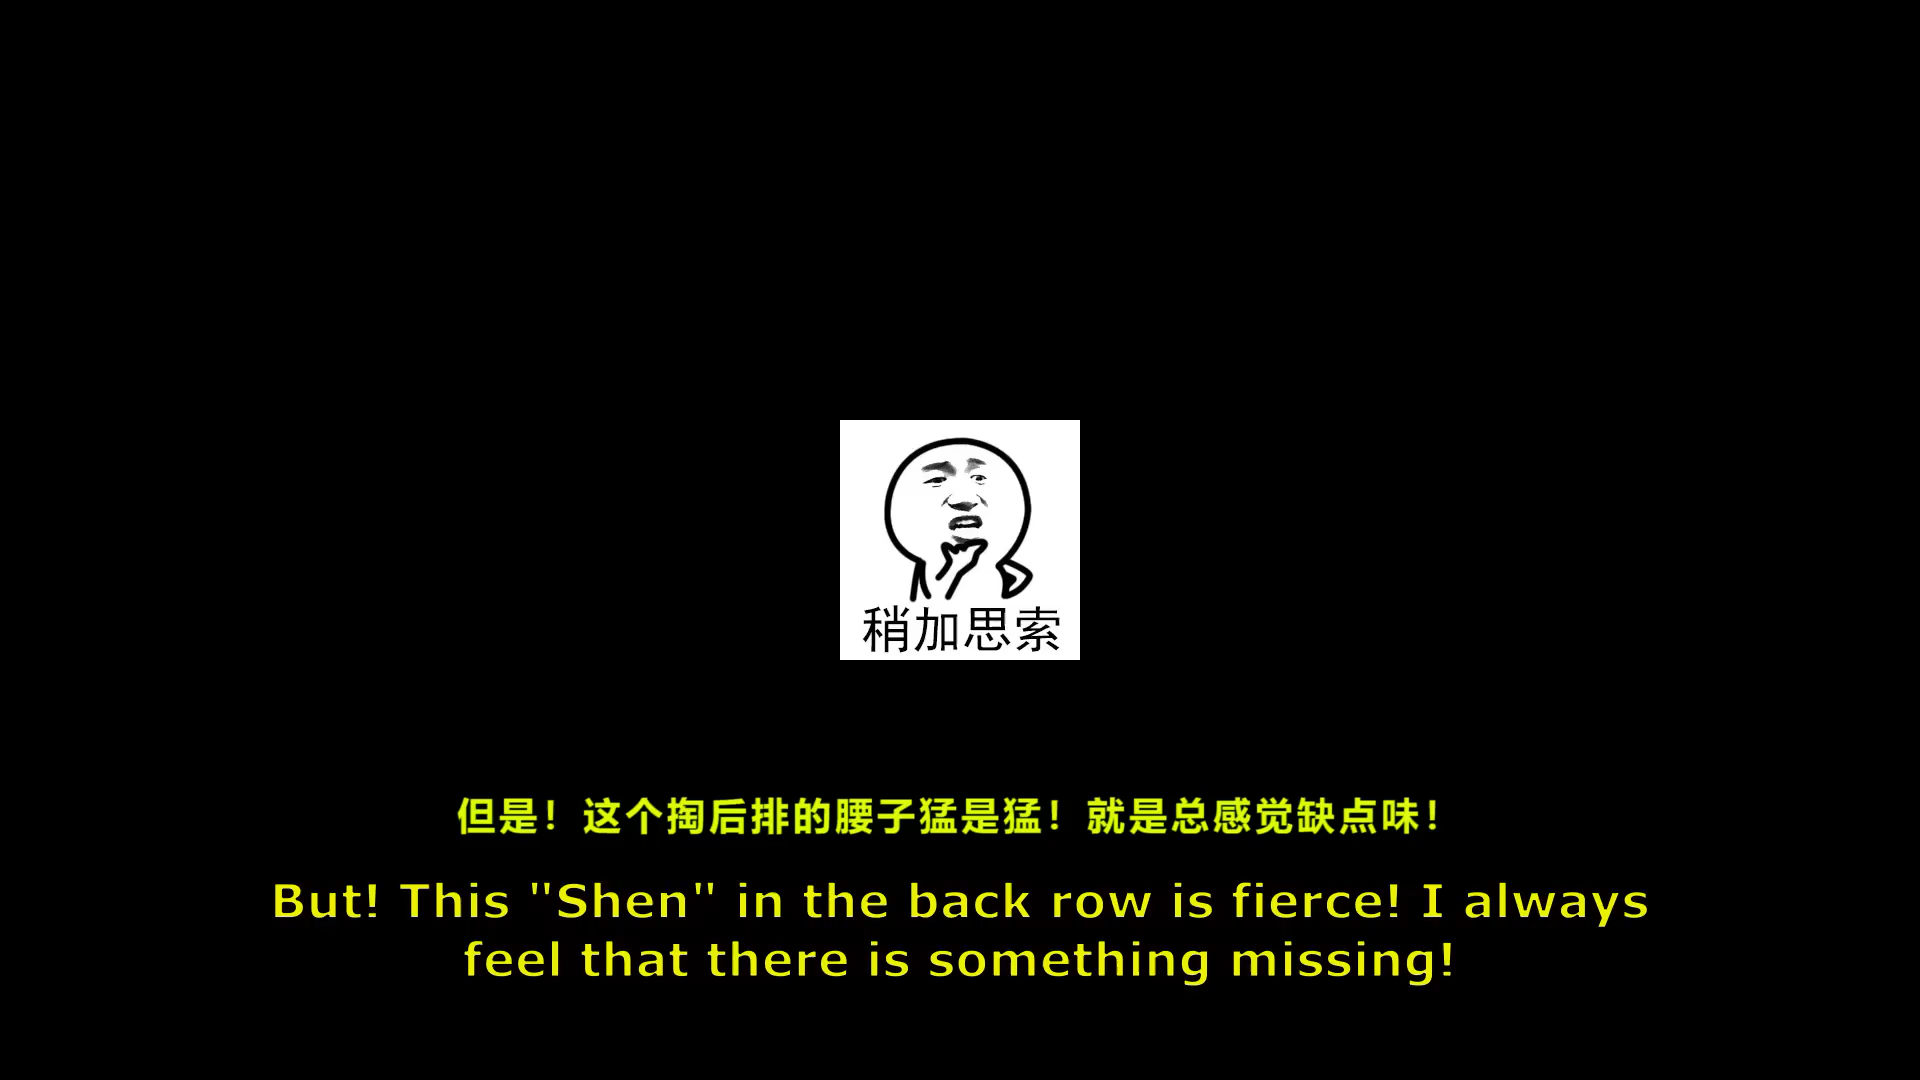 稍加思索
但是！这个掏后排的腰子猛是猛！就是总感觉缺点味！
But! This "Shen" in the back row is fierce! I always
feel that there is something missing!